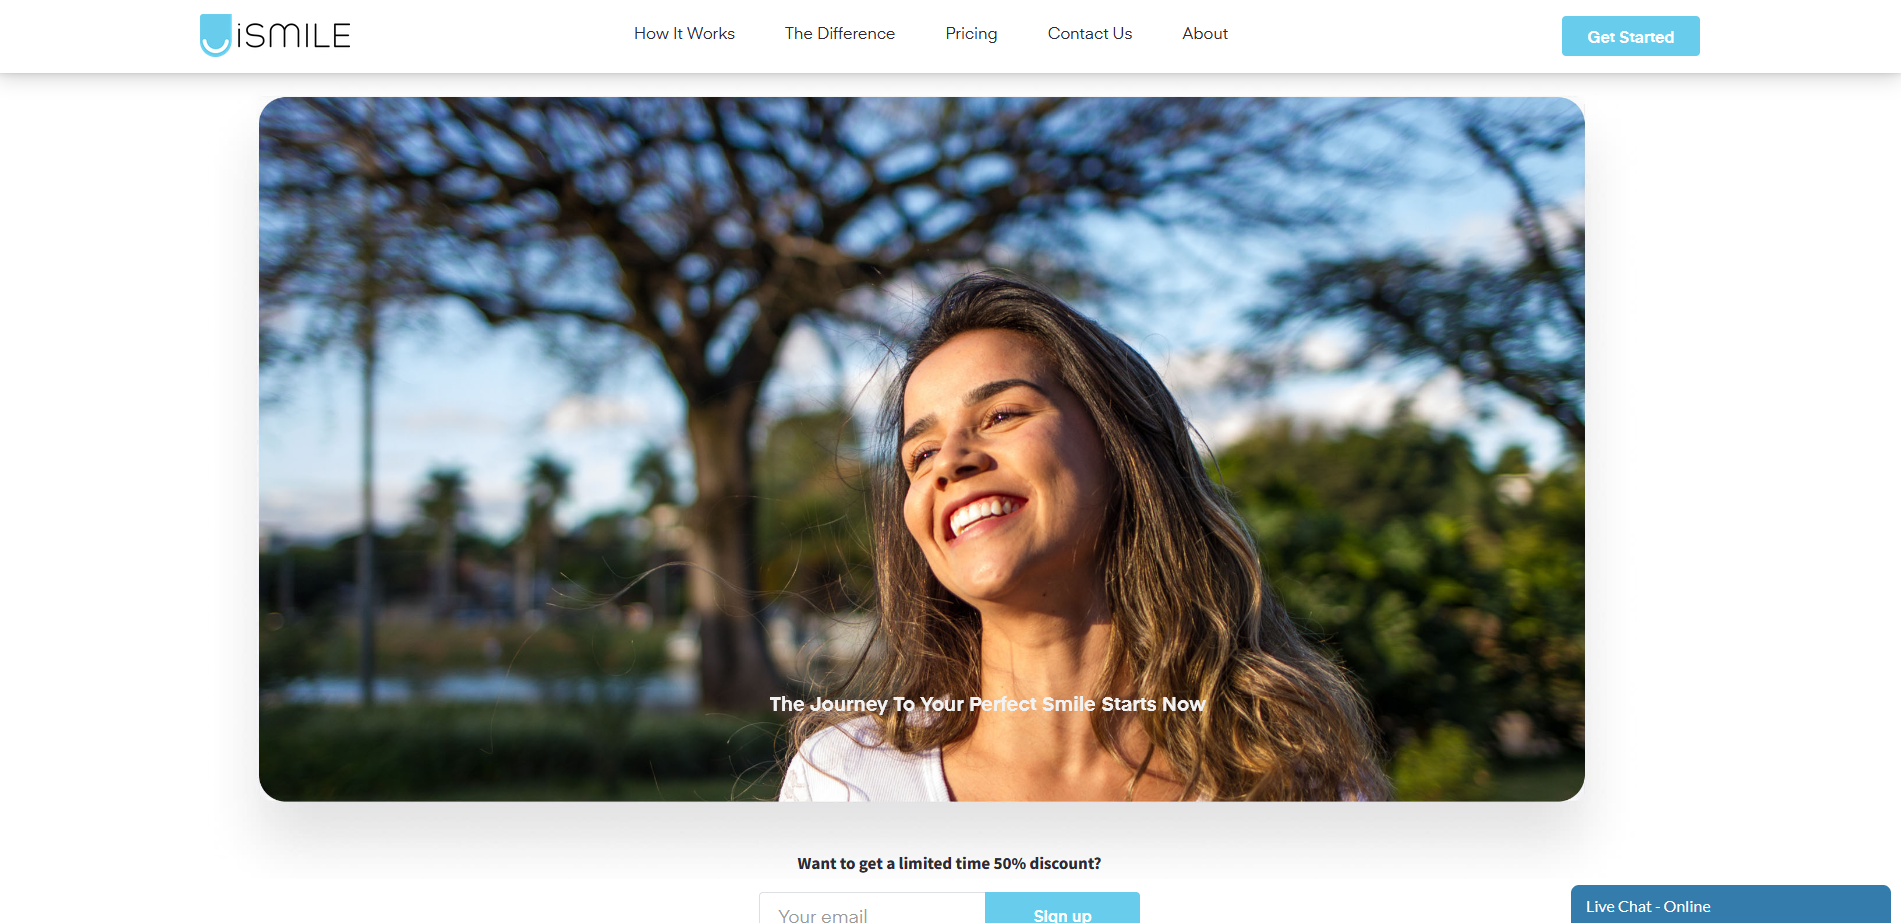 iSMILE
How It Works
The Difference
Pricing
Contact Us
About
Get Started
The Journey To Your Perfect Smile Starts Now
Want to get a limited time 50% discount?
Your email
Sign up
Live Chat - Online